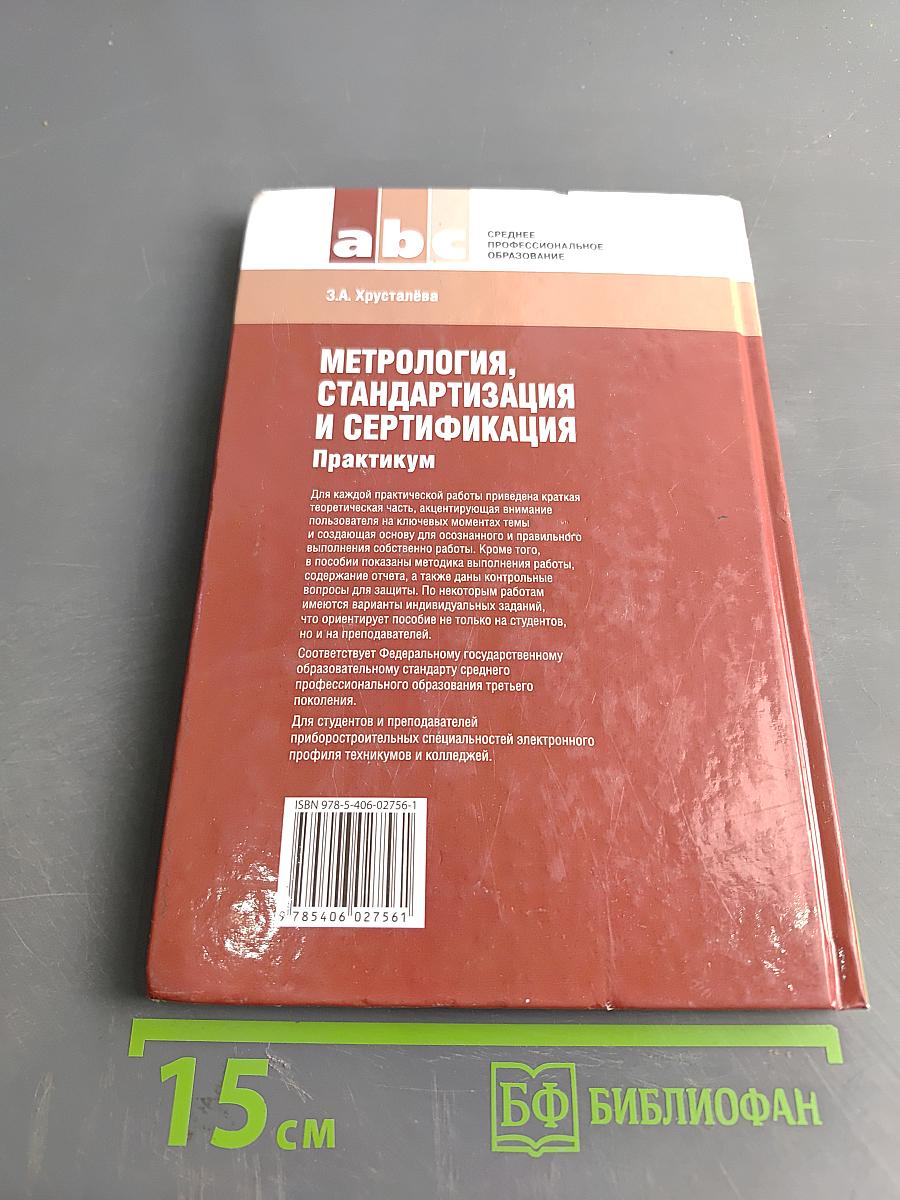 abc
СРЕДНЕЕ
ПРОФЕССИОНАЛЬНОЕ
ОБРАЗОВАНИЕ
З.А. Хрусталёва
МЕТРОЛОГИЯ,
СТАНДАРТИЗАЦИЯ
И СЕРТИФИКАЦИЯ
Практикум
Для каждой практической работы приведена краткая
теоретическая часть, акцентирующая внимание
пользователя на ключевых моментах темы
и создающая основу для осознанного и правильного
выполнения собственно работы. Кроме того,
в пособии показаны методика выполнения работы,
содержание отчета, а также даны контрольные
вопросы для защиты. По некоторым работам
имеются варианты индивидуальных заданий,
что ориентирует пособие не только на студентов,
но и на преподавателей.
Соответствует Федеральному государственному
образовательному стандарту среднего
профессионального образования третьего
поколения.
Для студентов и преподавателей
приборостроительных специальностей электронного
профиля техникумов и колледжей.
ISBN 978-5-406-02756-1
9 785406 027561
15 см
БФ БИБЛИОФАН